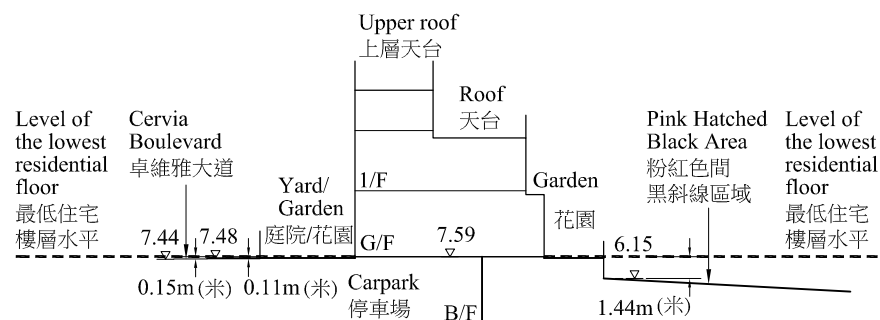 Upper roof
上層天台
Roof
天台
Level of
the lowest
residential
floor
最低住宅
樓層水平
Cervia
Boulevard
卓維雅大道
Yard/
Garden
庭院/花園
1/F
Garden
花園
Pink Hatched
Black Area
粉紅色間
黑斜線區域
Level of
the lowest
residential
floor
最低住宅
樓層水平
7.44
7.48
G/F
7.59
6.15
0.15m (米)
0.11m (米)
Carpark
停車場
B/F
1.44m (米)